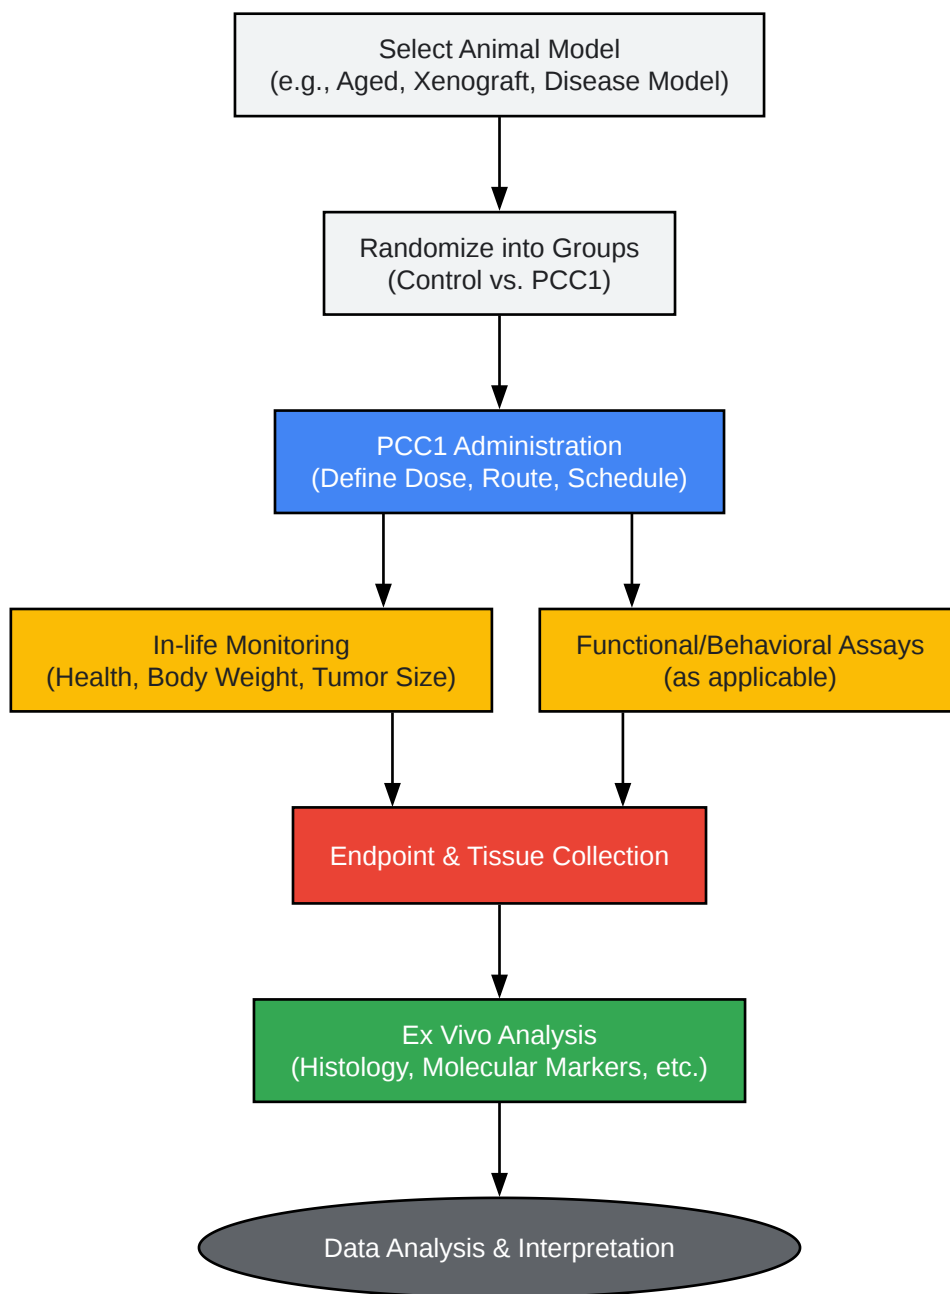 Select Animal Model
(e.g., Aged, Xenograft, Disease Model)
Randomize into Groups
(Control vs. PCC1)
PCC1 Administration
(Define Dose, Route, Schedule)
In-life Monitoring
(Health, Body Weight, Tumor Size)
Functional/Behavioral Assays
(as applicable)
Endpoint & Tissue Collection
Ex Vivo Analysis
(Histology, Molecular Markers, etc.)
Data Analysis & Interpretation